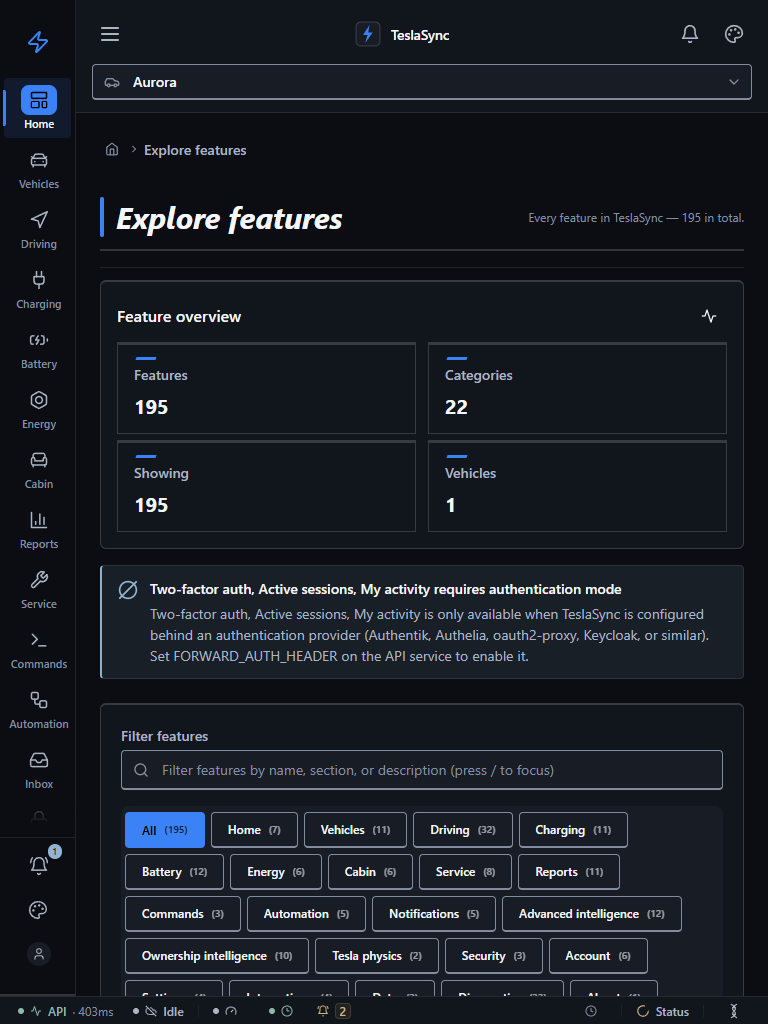 TeslaSync
Aurora
Home
Vehicles
Driving
Charging
Battery
Energy
Cabin
Reports
Service
Commands
Automation
Inbox
1
Explore features
Explore features
Every feature in TeslaSync — 195 in total.
Feature overview
Features
195
Categories
22
Showing
195
Vehicles
1
Two-factor auth, Active sessions, My activity requires authentication mode
Two-factor auth, Active sessions, My activity is only available when TeslaSync is configured
behind an authentication provider (Authentik, Authelia, oauth2-proxy, Keycloak, or similar).
Set FORWARD_AUTH_HEADER on the API service to enable it.
Filter features
Filter features by name, section, or description (press / to focus)
All (195) Home (7) Vehicles (11) Driving (32) Charging (11)
Battery (12) Energy (6) Cabin (6) Service (8) Reports (11)
Commands (3) Automation (5) Notifications (5) Advanced intelligence (12)
Ownership intelligence (10) Tesla physics (2) Security (3) Account (6)
API · 403ms Idle 2 Status